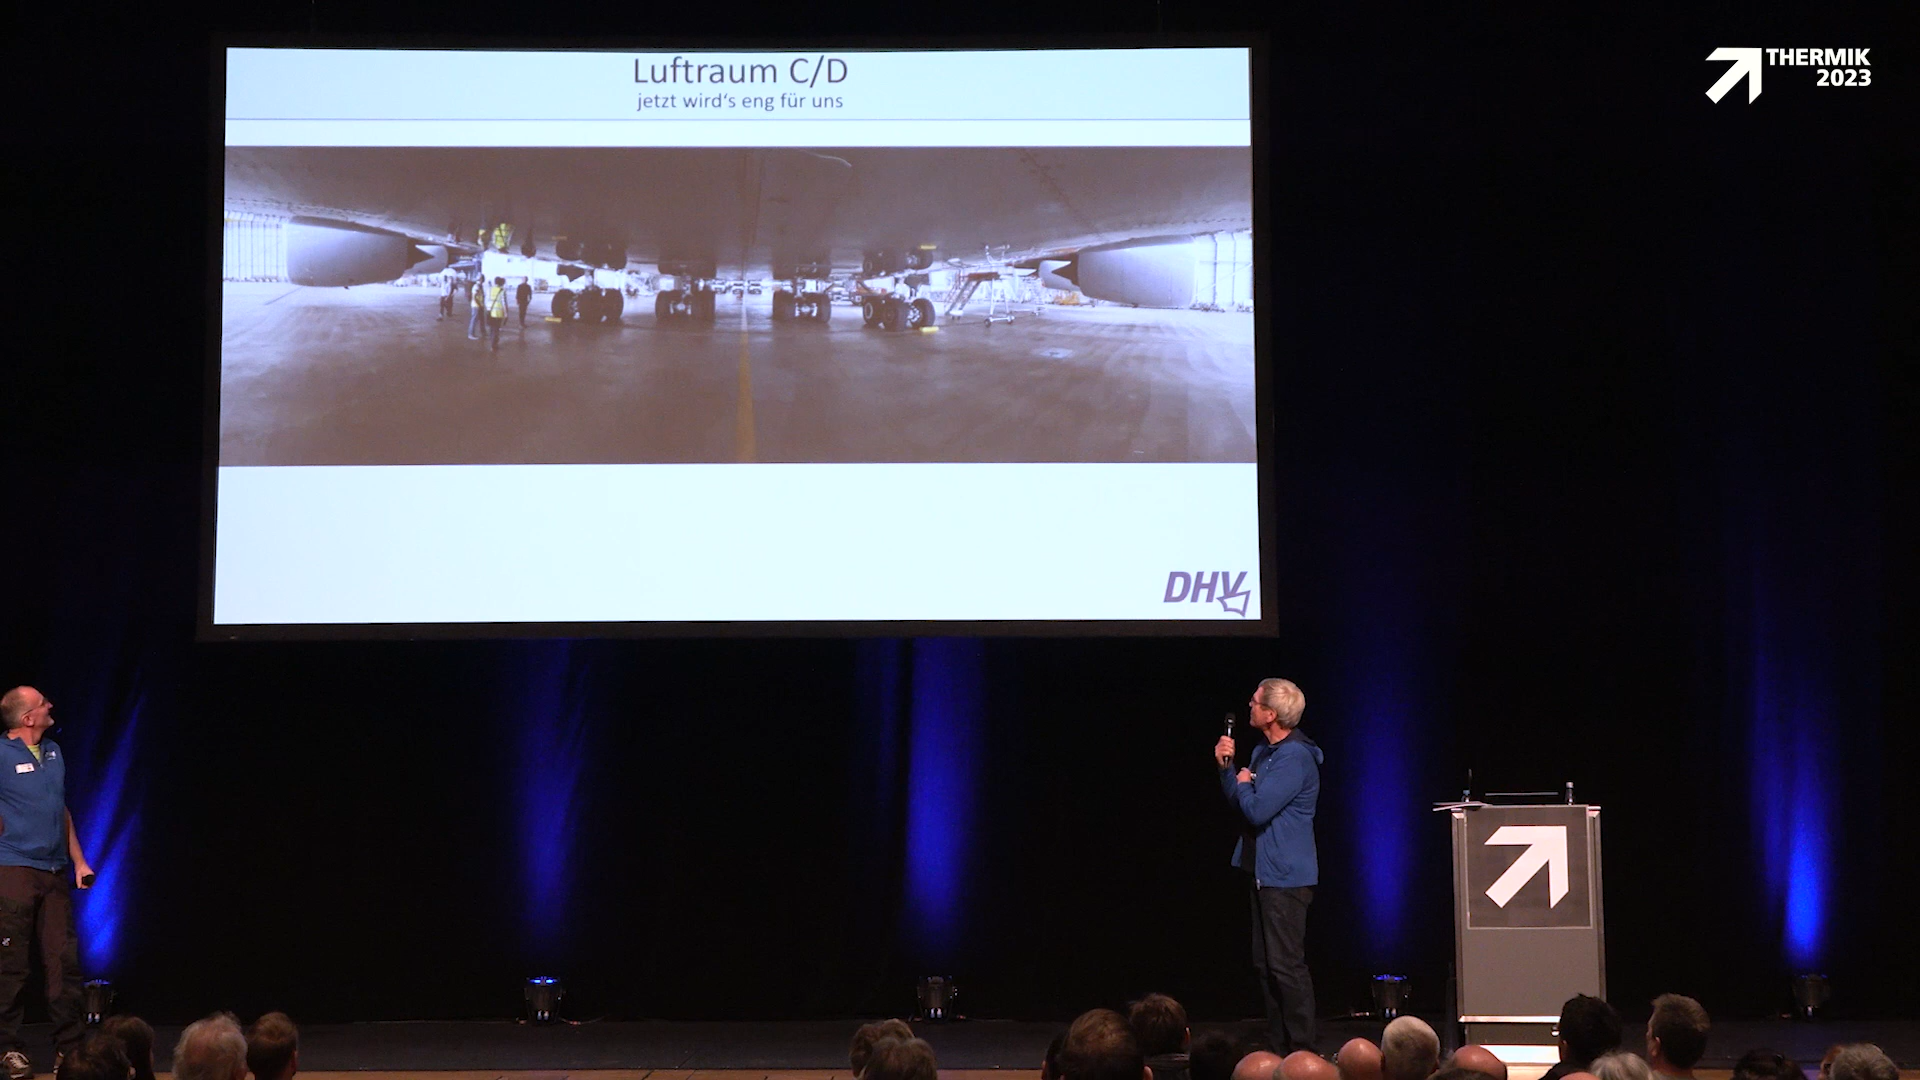 Luftraum C/D
jetzt wird‘s eng für uns
THERMIK
2023
DHV